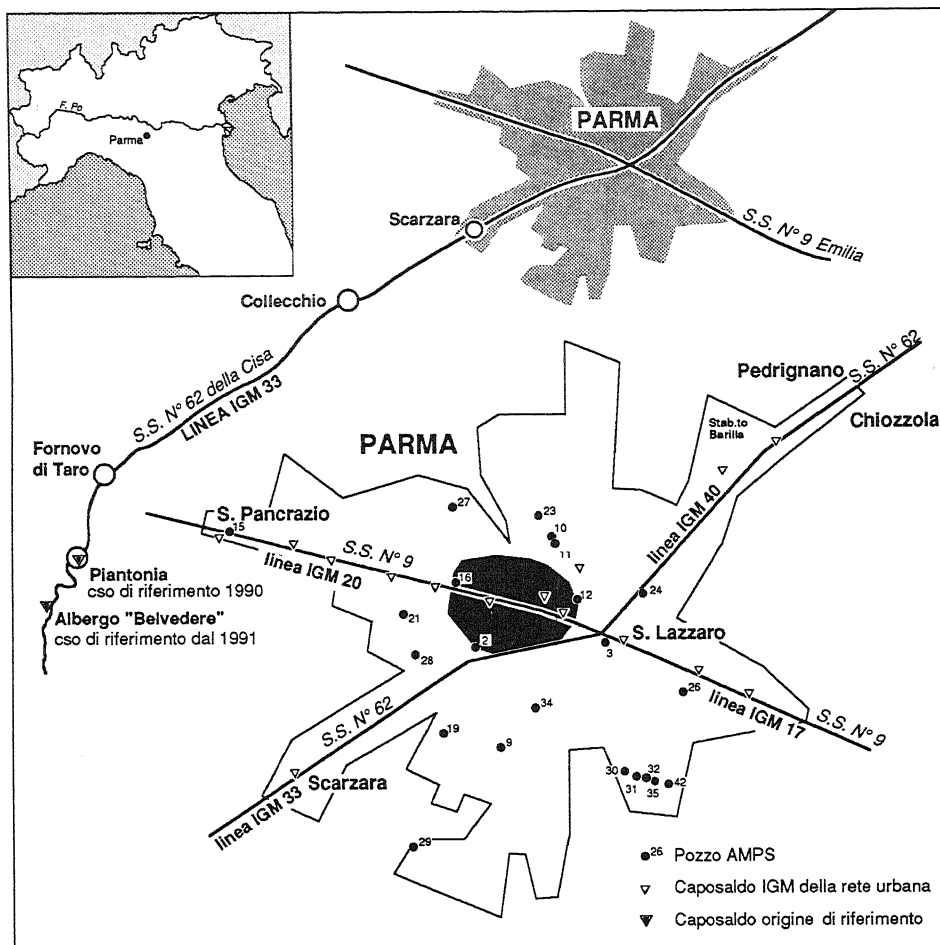 F. Po
Parma
PARMA
Scarzara
S.S. N° 9 Emilia
Collecchio
S.S. N° 62 della Cisa
LINEA IGM 33
Fornovo
di Taro
Piantonia
cso di riferimento 1990
Albergo "Belvedere"
cso di riferimento dal 1991
S.S. N° 62
Pedrignano
Chiozzola
Stab.to
Barilla
PARMA
linea IGM 40
27
23
10
11
S. Pancrazio
15
S.S. N° 9
linea IGM 20
16
12
24
21
2
S. Lazzaro
3
28
26
linea IGM 17
S.S. N° 9
34
S.S. N° 62
19
9
Scarzara
linea IGM 33
30
32
31
35
42
29
26 Pozzo AMPS
Caposaldo IGM della rete urbana
Caposaldo origine di riferimento